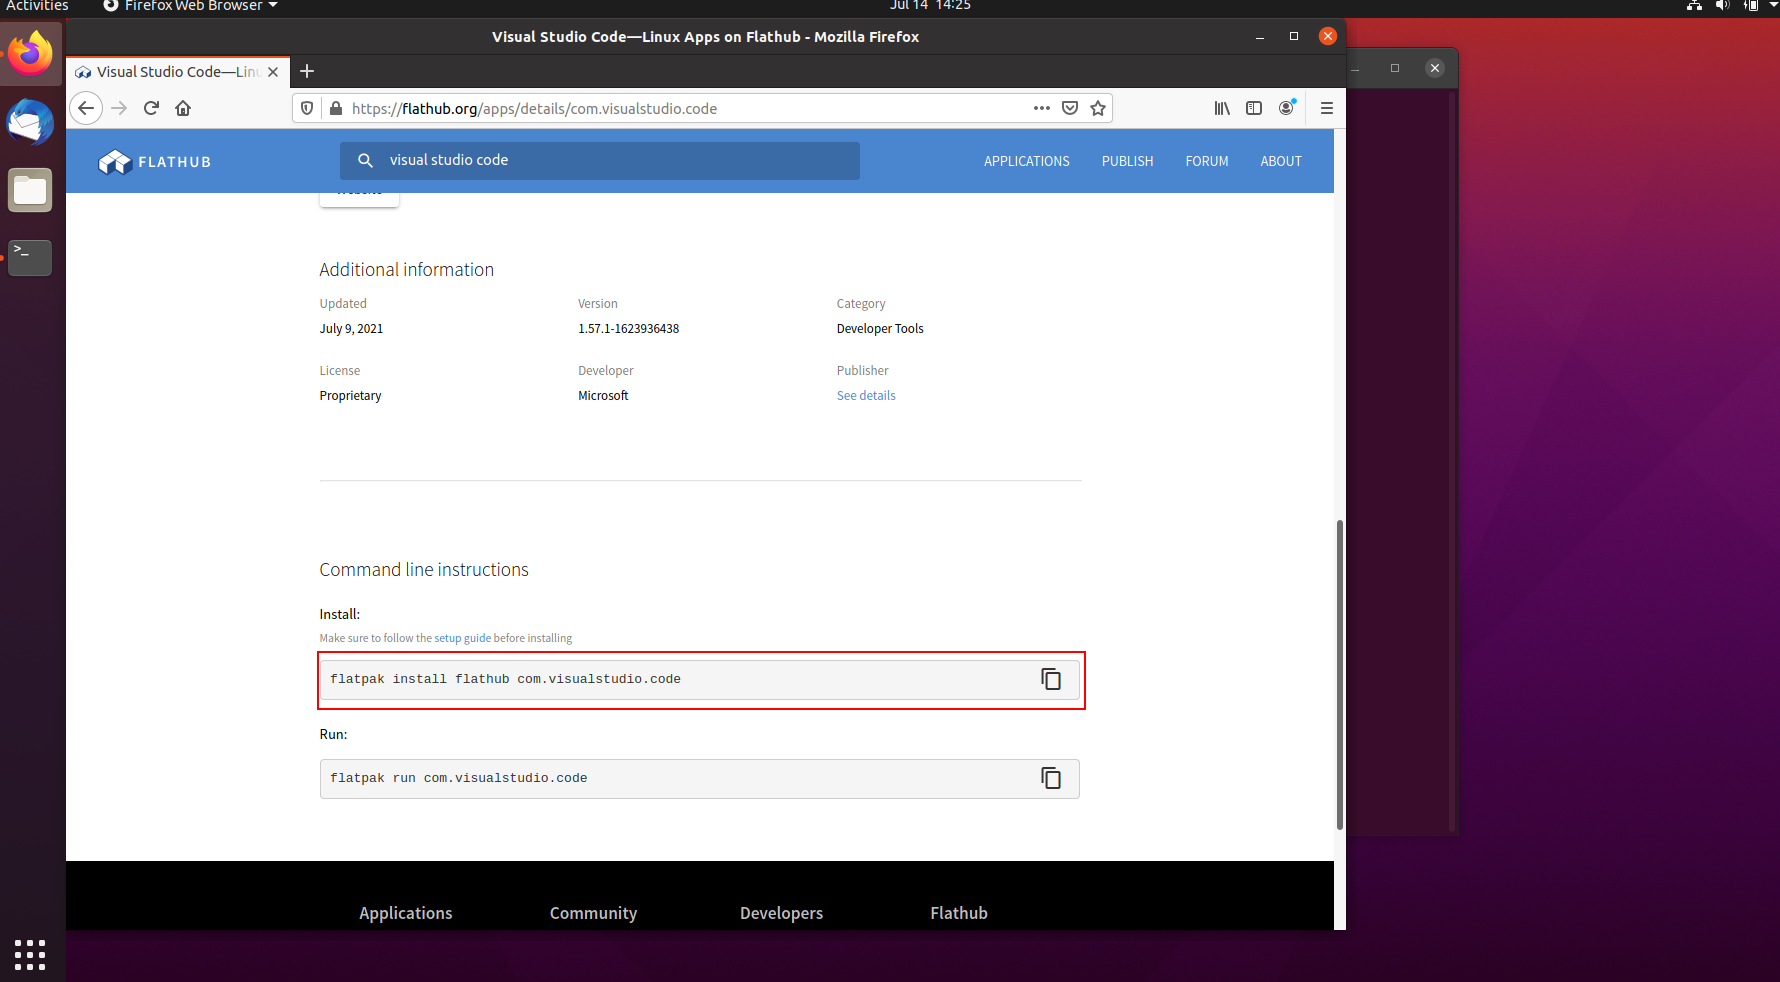 Activities
Firefox Web Browser
Jul 14 14:25
Visual Studio Code—Linux Apps on Flathub - Mozilla Firefox
Visual Studio Code—Linu
https://flathub.org/apps/details/com.visualstudio.code
FLATHUB
visual studio code
APPLICATIONS
PUBLISH
FORUM
ABOUT
Website
Additional information
Updated
Version
Category
July 9, 2021
1.57.1-1623936438
Developer Tools
License
Developer
Publisher
Proprietary
Microsoft
See details
Command line instructions
Install:
Make sure to follow the setup guide before installing
flatpak install flathub com.visualstudio.code
Run:
flatpak run com.visualstudio.code
Applications
Community
Developers
Flathub